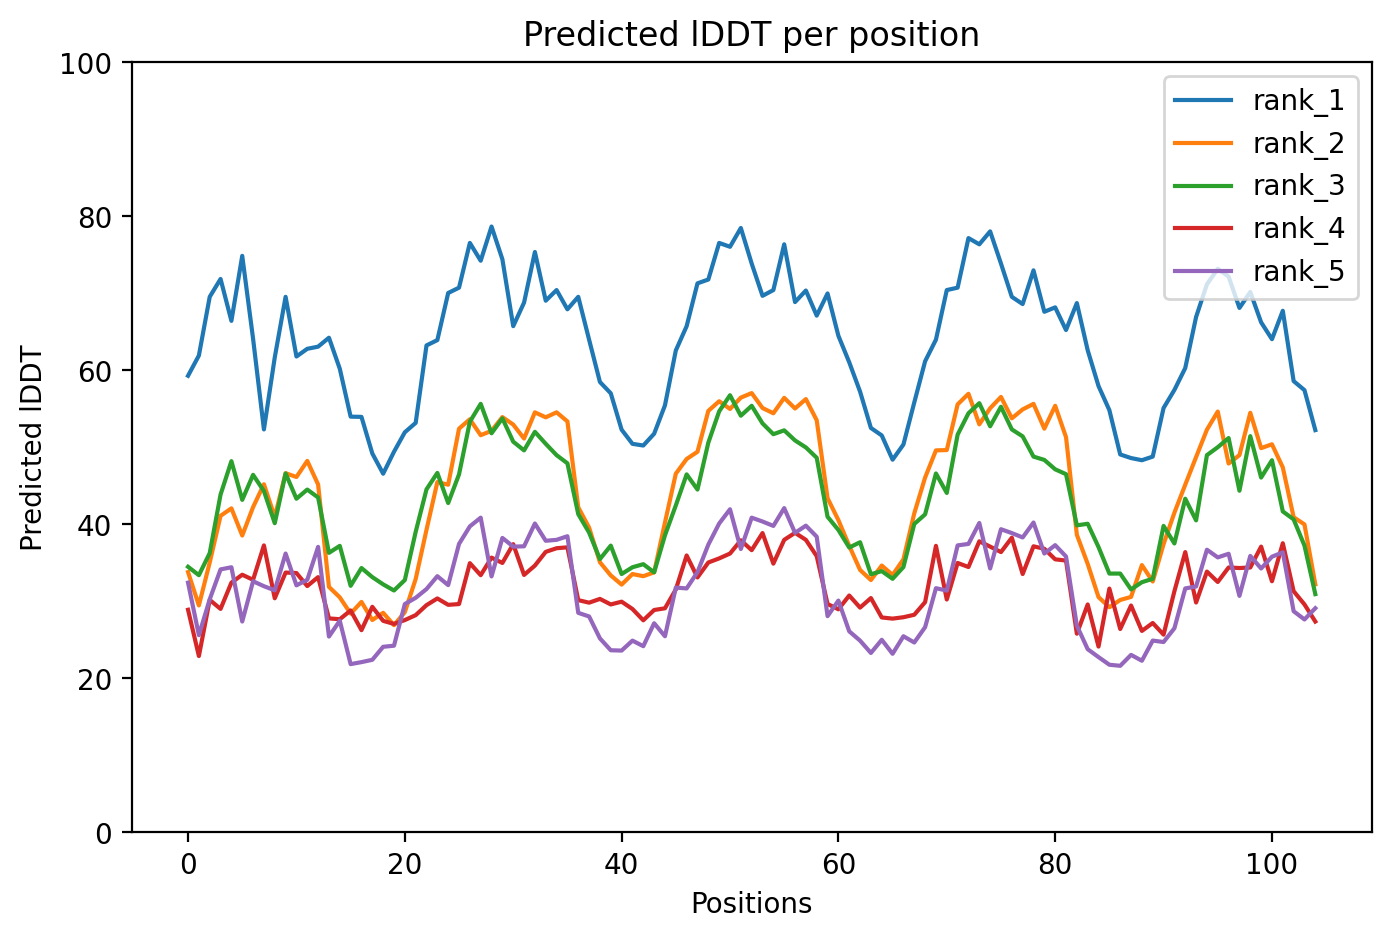 Predicted lDDT per position
100
80
60
40
20
0
Predicted lDDT
rank_1
rank_2
rank_3
rank_4
rank_5
0 20 40 60 80 100
Positions